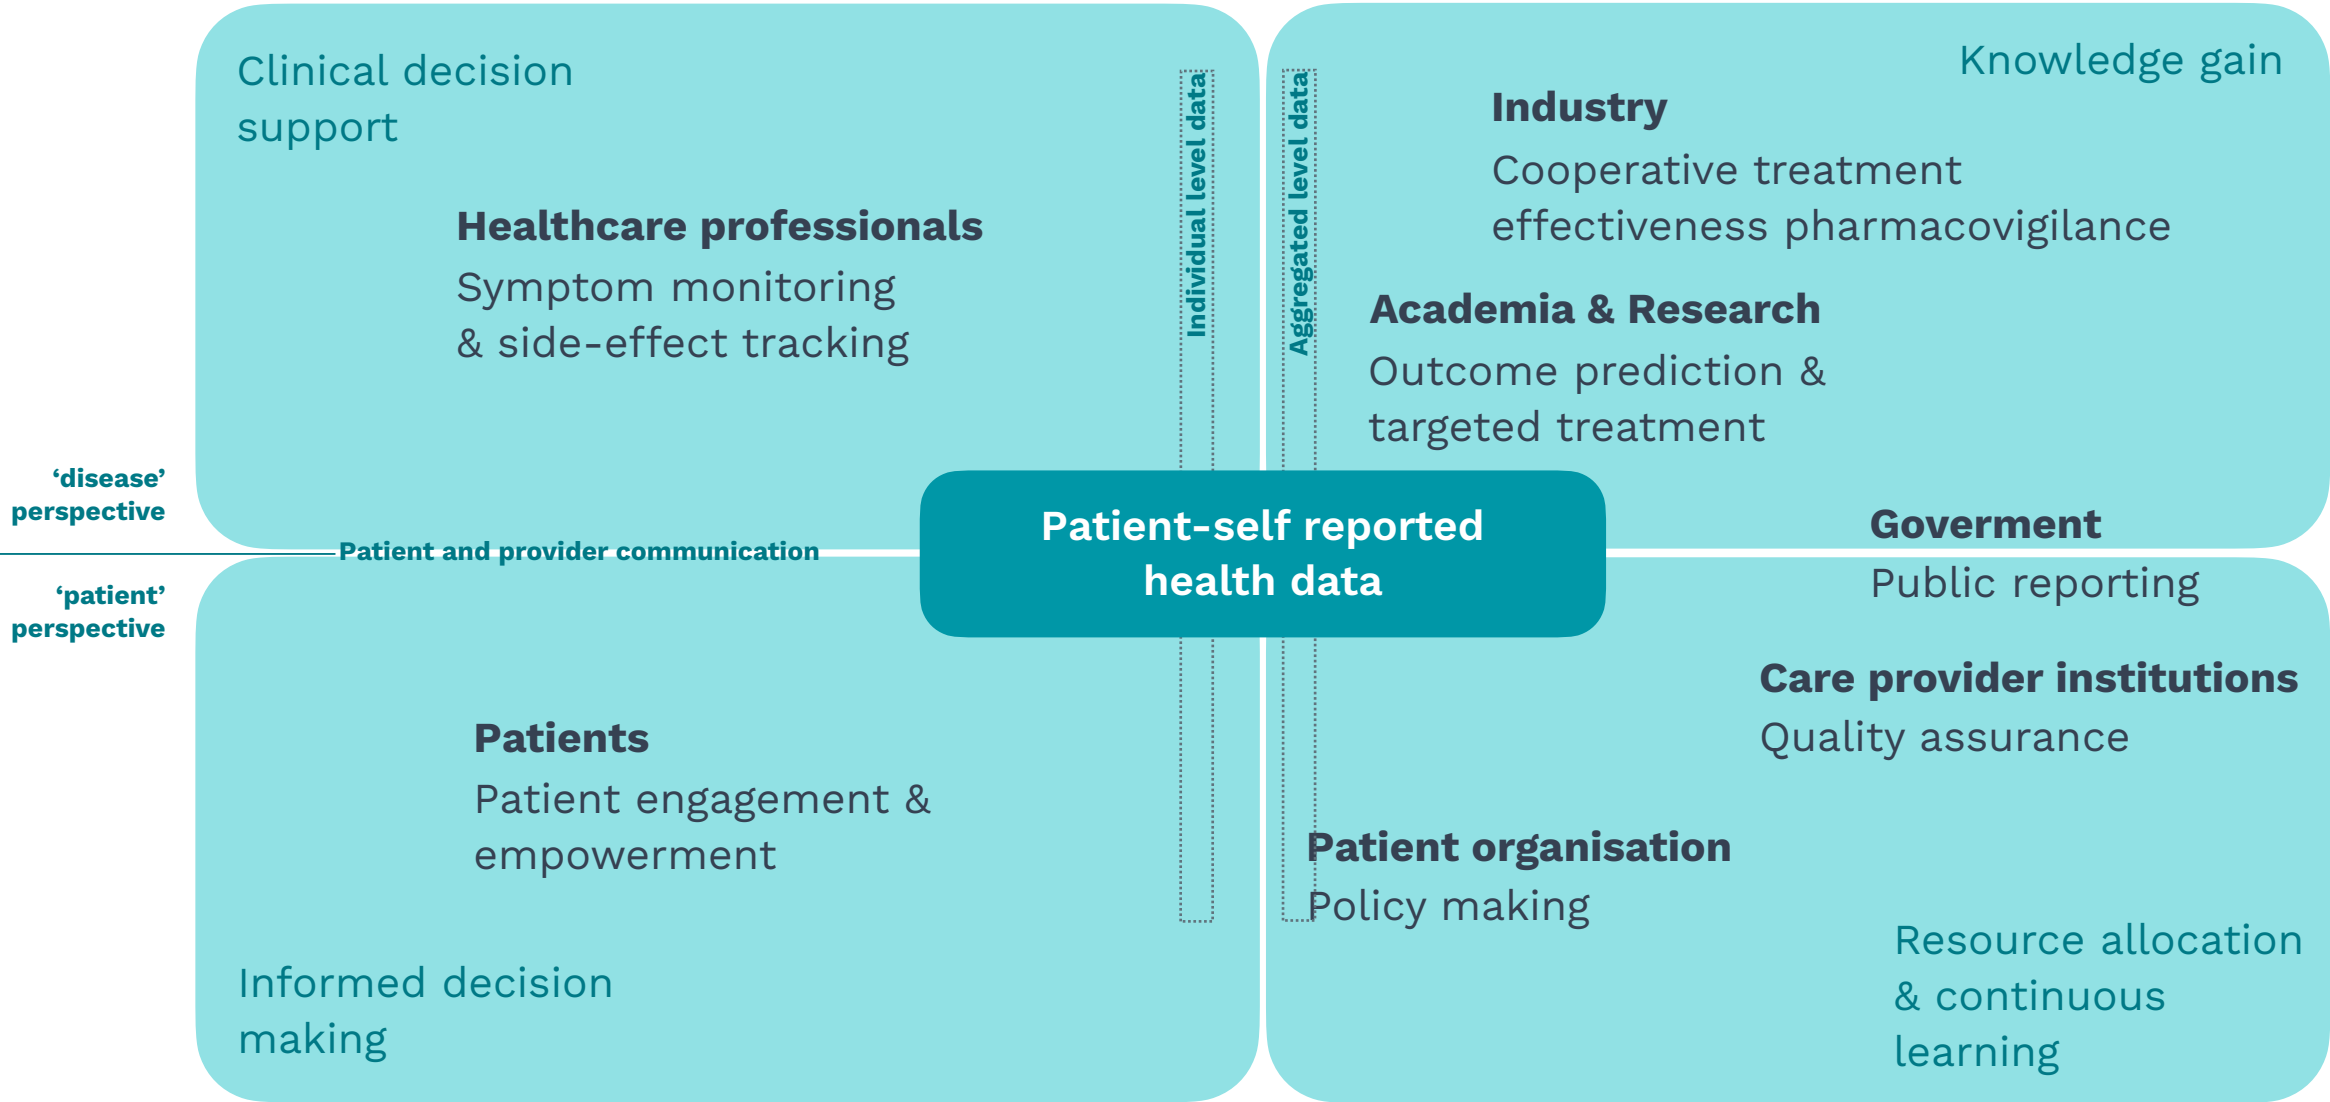 Clinical decision
support
Healthcare professionals
Symptom monitoring
& side-effect tracking
Individual level data
Aggregated level data
Knowledge gain
Industry
Cooperative treatment
effectiveness pharmacovigilance
Academia & Research
Outcome prediction &
targeted treatment
‘disease’
perspective
Patient and provider communication
‘patient’
perspective
Patient-self reported
health data
Goverment
Public reporting
Care provider institutions
Quality assurance
Patients
Patient engagement &
empowerment
Patient organisation
Policy making
Informed decision
making
Resource allocation
& continuous
learning